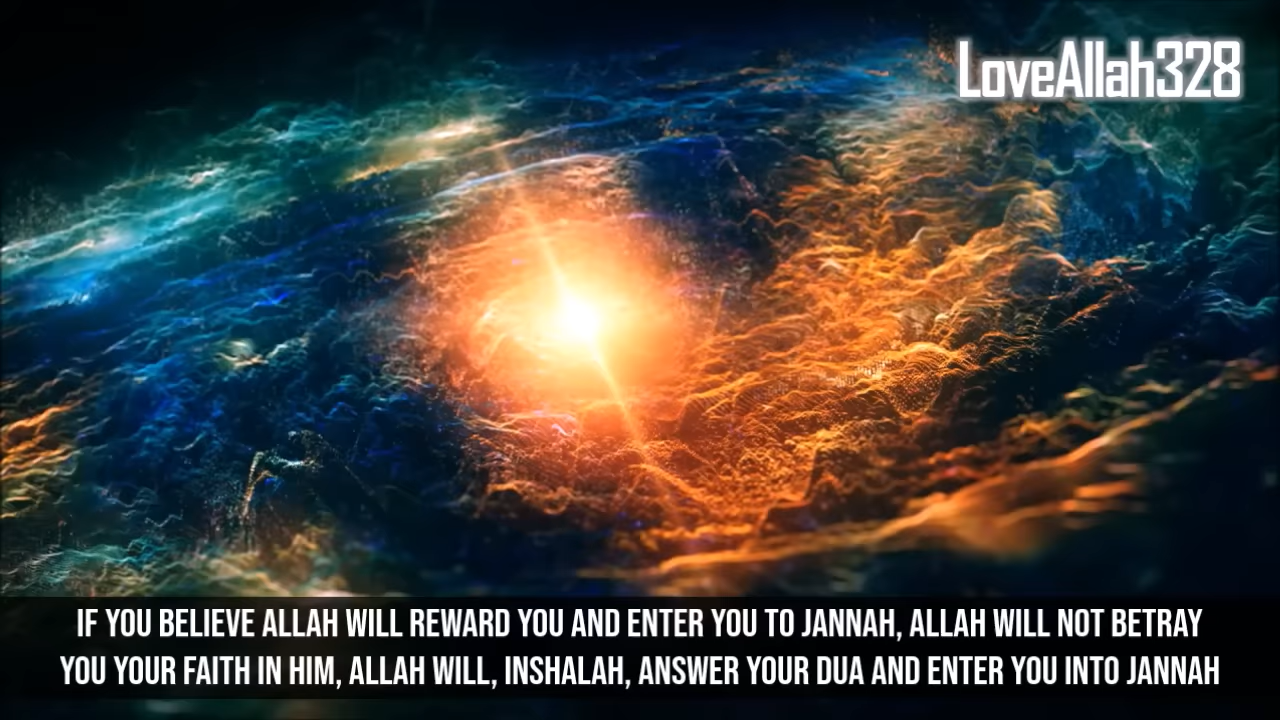 LoveAllah328
IF YOU BELIEVE ALLAH WILL REWARD YOU AND ENTER YOU TO JANNAH, ALLAH WILL NOT BETRAY
YOU YOUR FAITH IN HIM, ALLAH WILL, INSHALAH, ANSWER YOUR DUA AND ENTER YOU INTO JANNAH